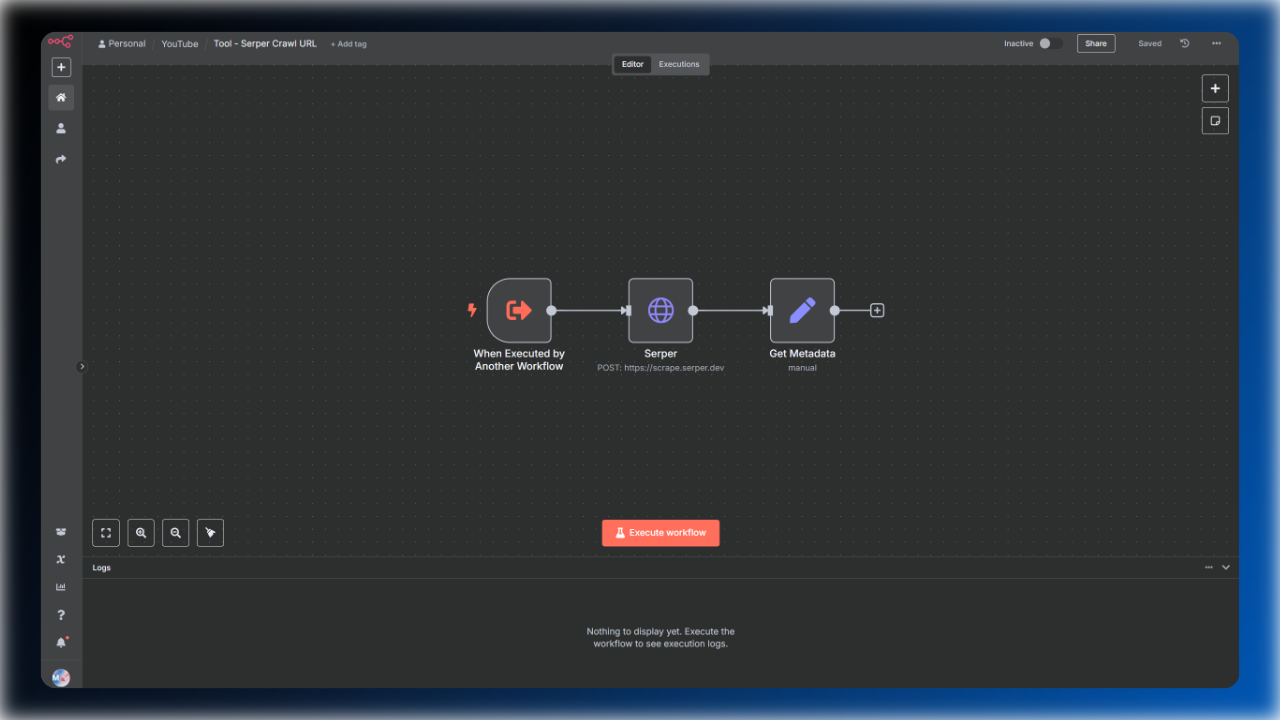 Personal / YouTube / Tool - Serper Crawl URL + Add tag
Inactive Share Saved
Editor Executions
When Executed by
Another Workflow
Serper
POST: https://scrape.serper.dev
Get Metadata
manual
Execute workflow
Logs
Nothing to display yet. Execute the
workflow to see execution logs.